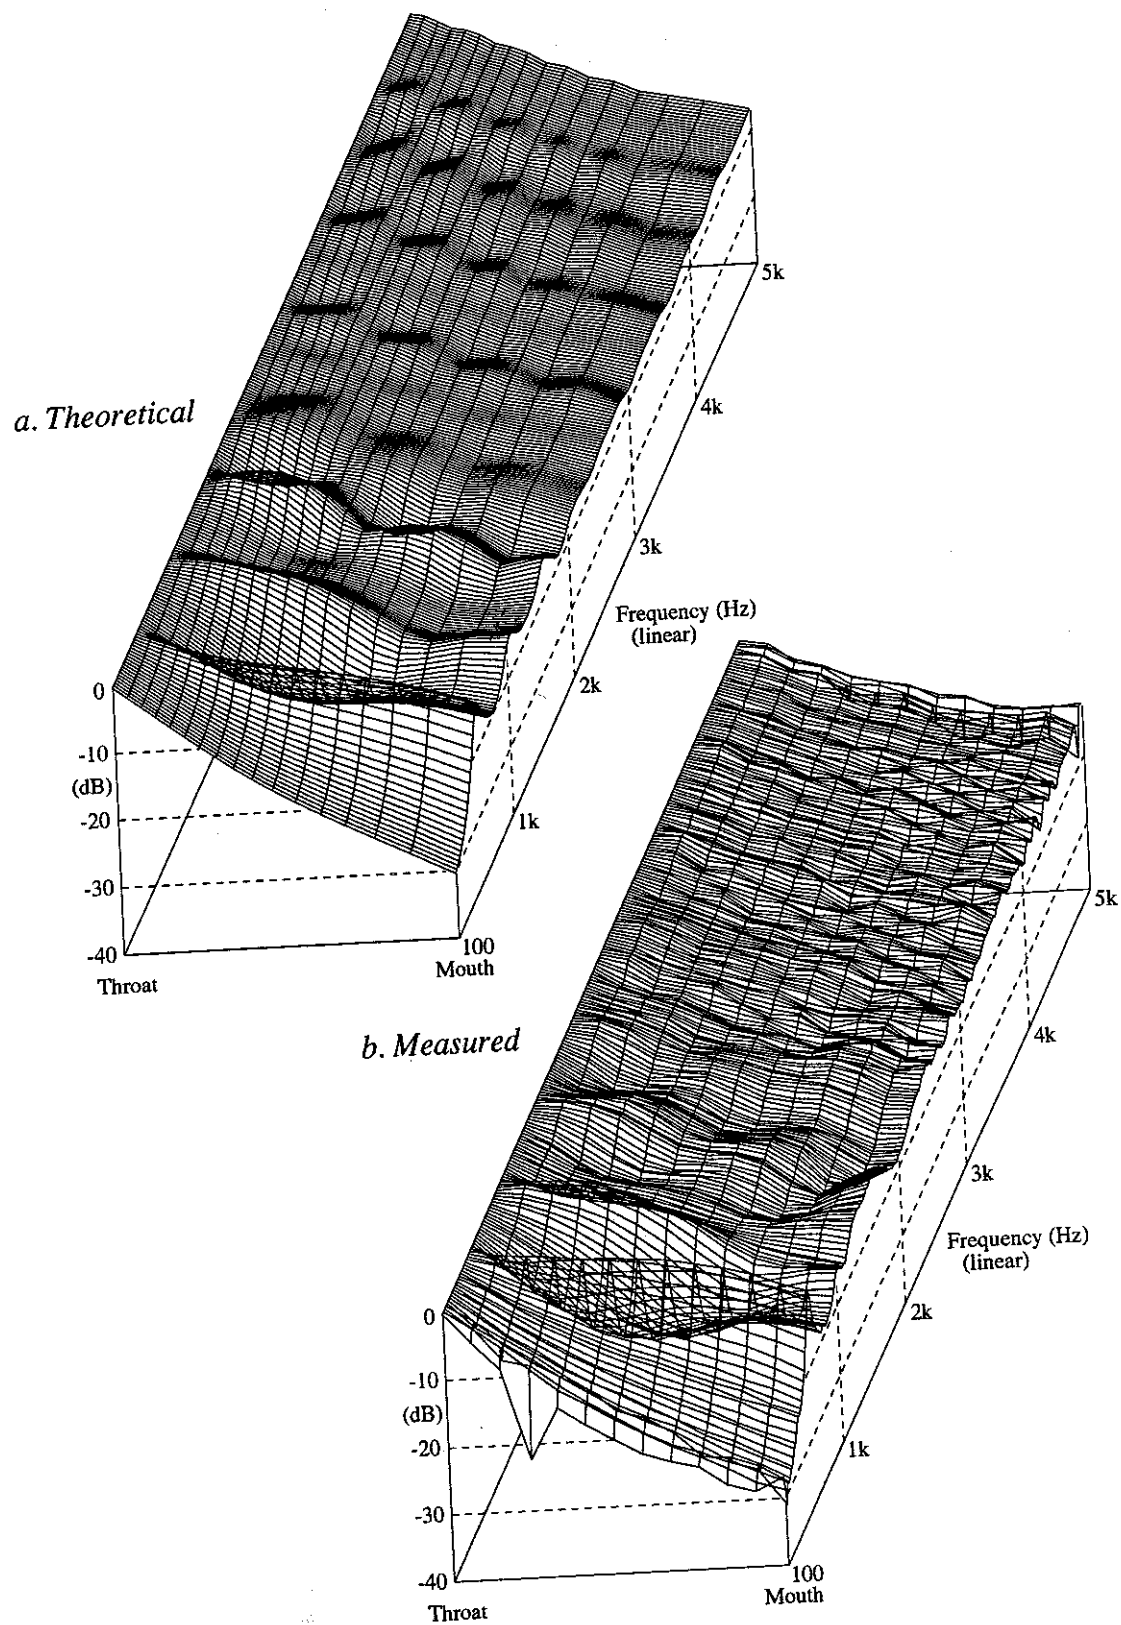 5k
4k
a. Theoretical
3k
Frequency (Hz)
(linear)
2k
0
-10
(dB)
-20
1k
-30
-40
100
Mouth
Throat
5k
b. Measured
4k
3k
Frequency (Hz)
(linear)
2k
0
-10
(dB)
-20
1k
-30
-40
100
Mouth
Throat